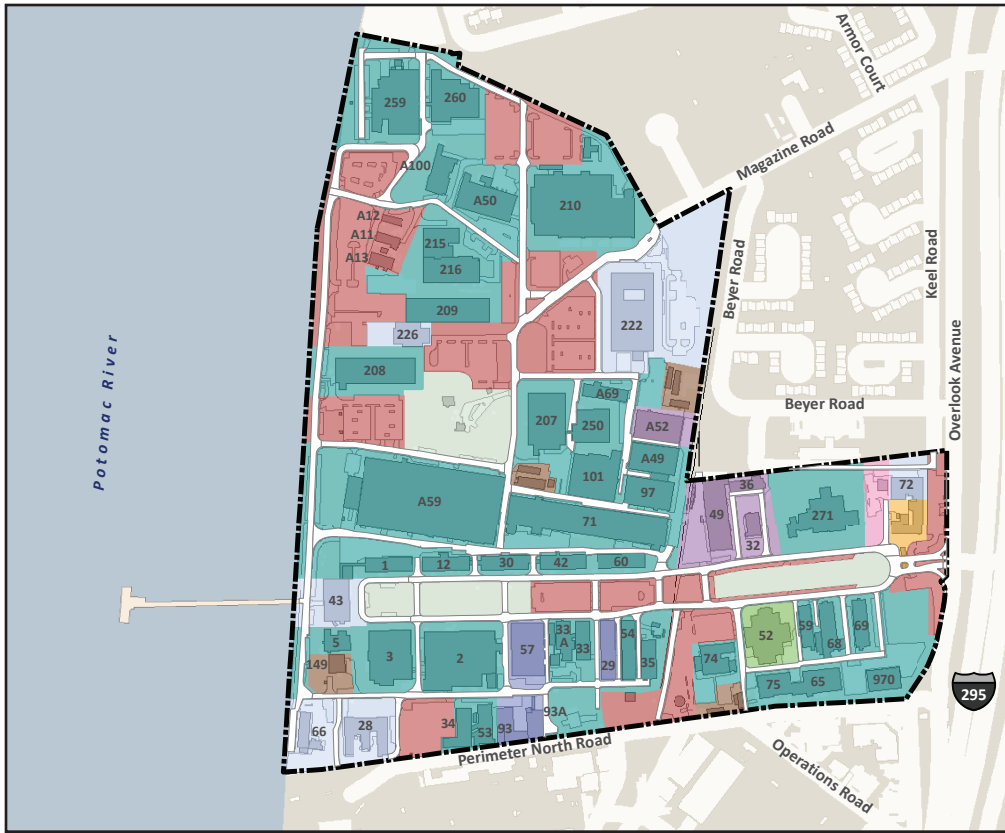 Armor Court
259
260
Magazine Road
A100
A50
210
A12
A11
A13
215
216
Beyer Road
Keel Road
209
222
226
Potomac River
Overlook Avenue
208
A69
Beyer Road
207
250
A52
A49
101
97
A59
36
72
49
271
71
32
1
12
30
42
60
43
33
A
33
54
52
59
69
68
5
149
3
2
57
29
35
74
75
65
970
295
93A
66
28
34
53
93
Perimeter North Road
Operations Road